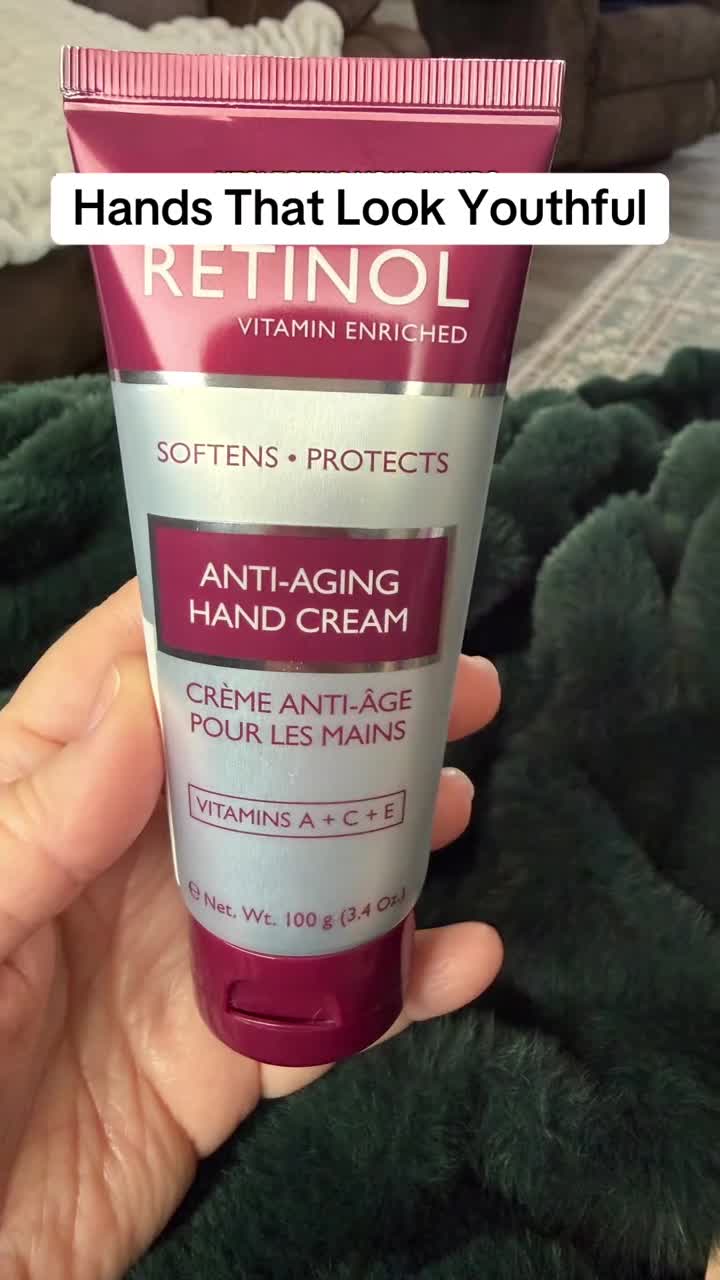 Hands That Look Youthful
RETINOL
VITAMIN ENRICHED
SOFTENS • PROTECTS
ANTI-AGING
HAND CREAM
CRÈME ANTI-ÂGE
POUR LES MAINS
VITAMINS A + C + E
℮ Net. Wt. 100 g (3.4 Oz.)